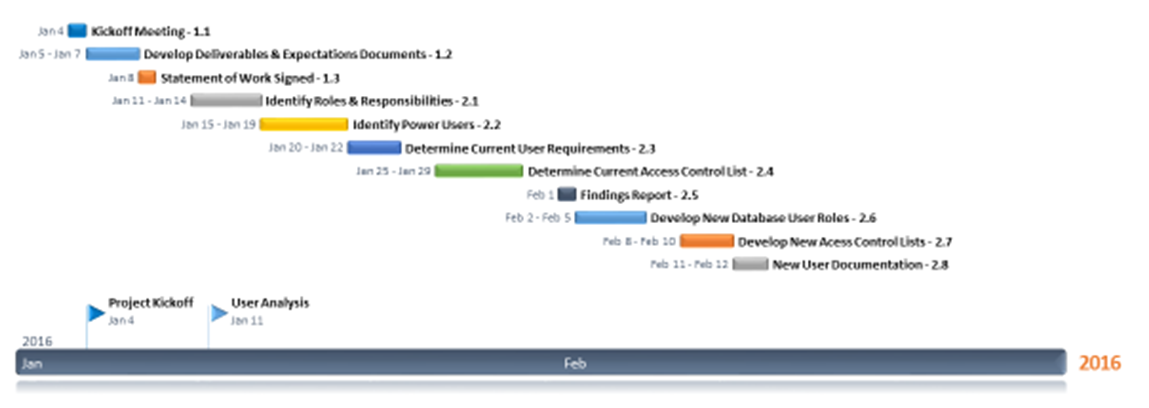 Jan 4 Kickoff Meeting - 1.1
Jan 5 - Jan 7 Develop Deliverables & Expectations Documents - 1.2
Jan 8 Statement of Work Signed - 1.3
Jan 11 - Jan 14 Identify Roles & Responsibilities - 2.1
Jan 15 - Jan 19 Identify Power Users - 2.2
Jan 20 - Jan 22 Determine Current User Requirements - 2.3
Jan 25 - Jan 29 Determine Current Access Control List - 2.4
Feb 1 Findings Report - 2.5
Feb 2 - Feb 5 Develop New Database User Roles - 2.6
Feb 8 - Feb 10 Develop New Acess Control Lists - 2.7
Feb 11 - Feb 12 New User Documentation - 2.8
Project Kickoff User Analysis
Jan 4 Jan 11
2016
Jan Feb 2016